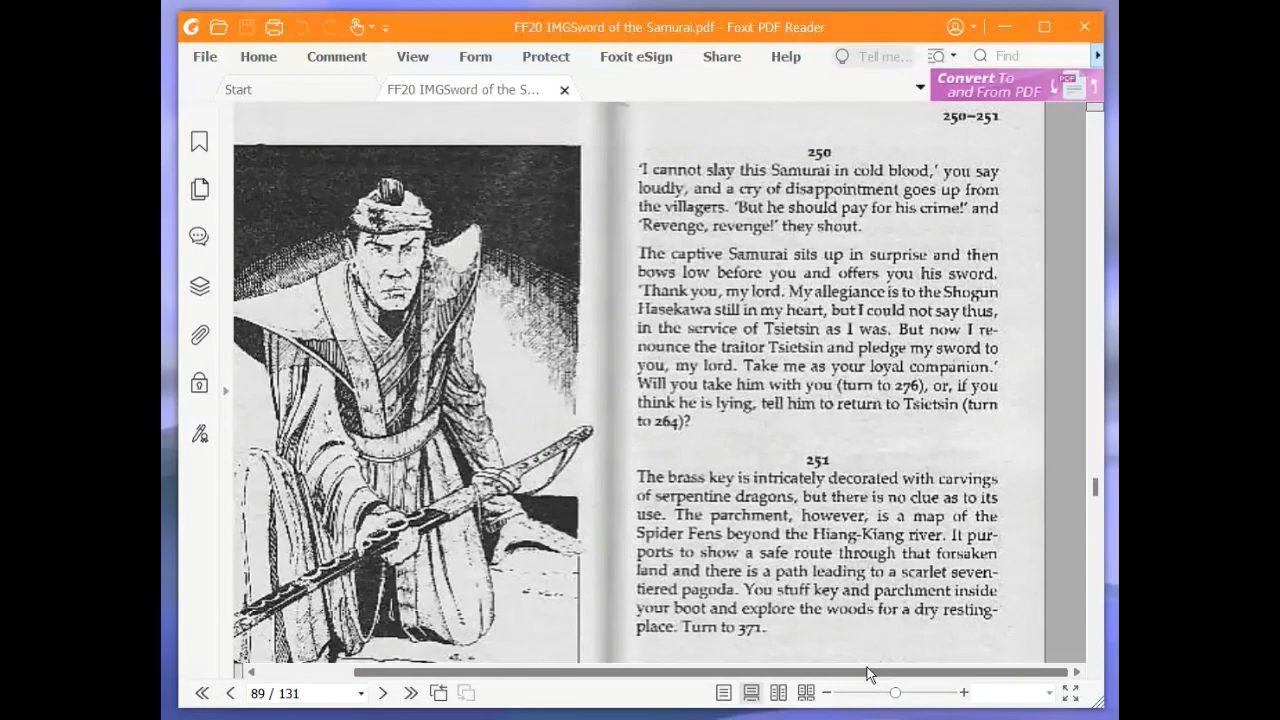 FF20 IMGSword of the Samurai.pdf - Foxit PDF Reader
File Home Comment View Form Protect Foxit eSign Share Help Tell me... Find
Start FF20 IMGSword of the S... Convert To
and From PDF
PDF
250–251
250
'I cannot slay this Samurai in cold blood,' you say
loudly, and a cry of disappointment goes up from
the villagers. 'But he should pay for his crime!' and
'Revenge, revenge!' they shout.
The captive Samurai sits up in surprise and then
bows low before you and offers you his sword.
'Thank you, my lord. My allegiance is to the Shogun
Hasekawa still in my heart, but I could not say thus,
in the service of Tsietsin as I was. But now I re-
nounce the traitor Tsietsin and pledge my sword to
you, my lord. Take me as your loyal companion.'
Will you take him with you (turn to 276), or, if you
think he is lying, tell him to return to Tsietsin (turn
to 264)?
251
The brass key is intricately decorated with carvings
of serpentine dragons, but there is no clue as to its
use. The parchment, however, is a map of the
Spider Fens beyond the Hiang-Kiang river. It pur-
ports to show a safe route through that forsaken
land and there is a path leading to a scarlet seven-
tiered pagoda. You stuff key and parchment inside
your boot and explore the woods for a dry resting-
place. Turn to 371.
89 / 131